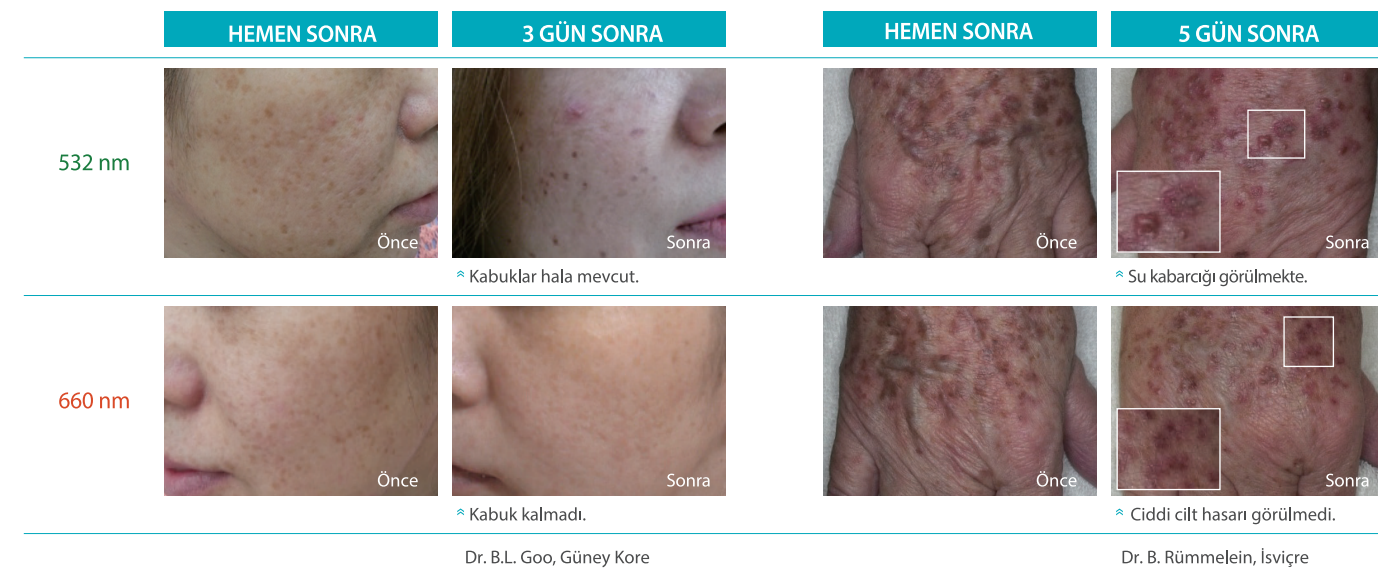 HEMEN SONRA
3 GÜN SONRA
HEMEN SONRA
5 GÜN SONRA
532 nm
Önce
Sonra
Önce
Sonra
Kabuklar hala mevcut.
Su kabarcığı görülmekte.
660 nm
Önce
Sonra
Önce
Sonra
Kabuk kalmadı.
Ciddi cilt hasarı görülmedi.
Dr. B.L. Goo, Güney Kore
Dr. B. Rümmelein, İsviçre